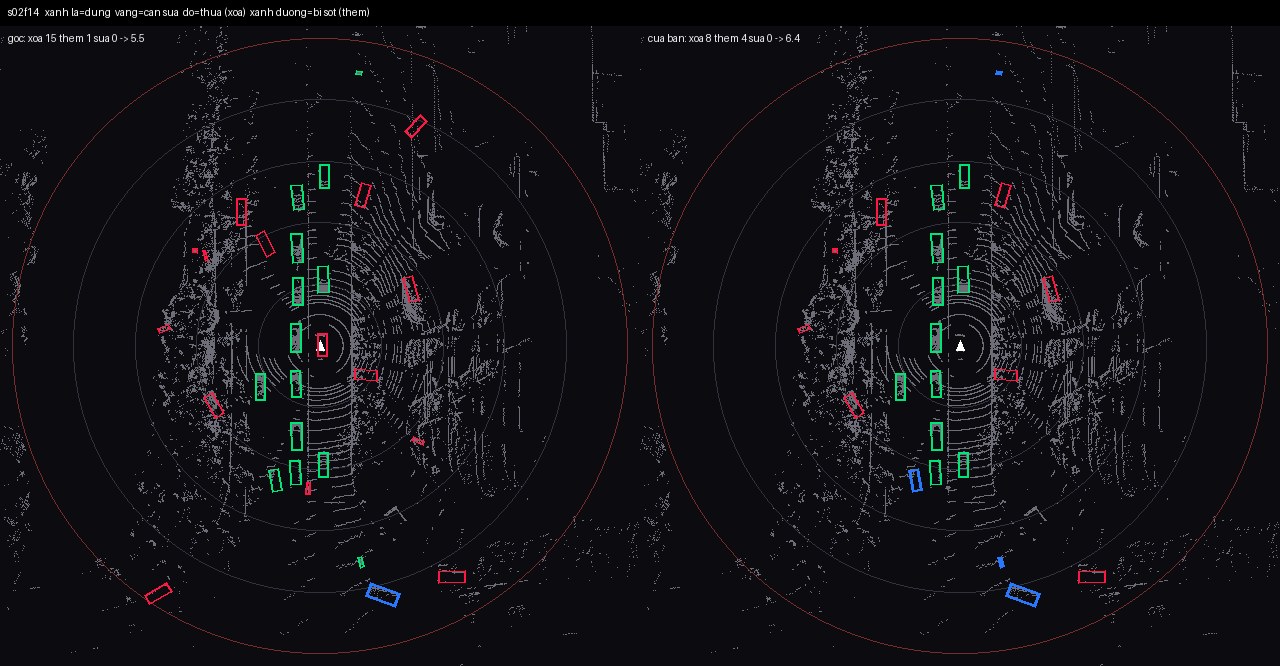 s02f14 xanh la=dung vang=can sua do=thua (xoa) xanh duong=bi sot (them)
goc: xoa 15 them 1 sua 0 -> 5.5
cua ban: xoa 8 them 4 sua 0 -> 6.4